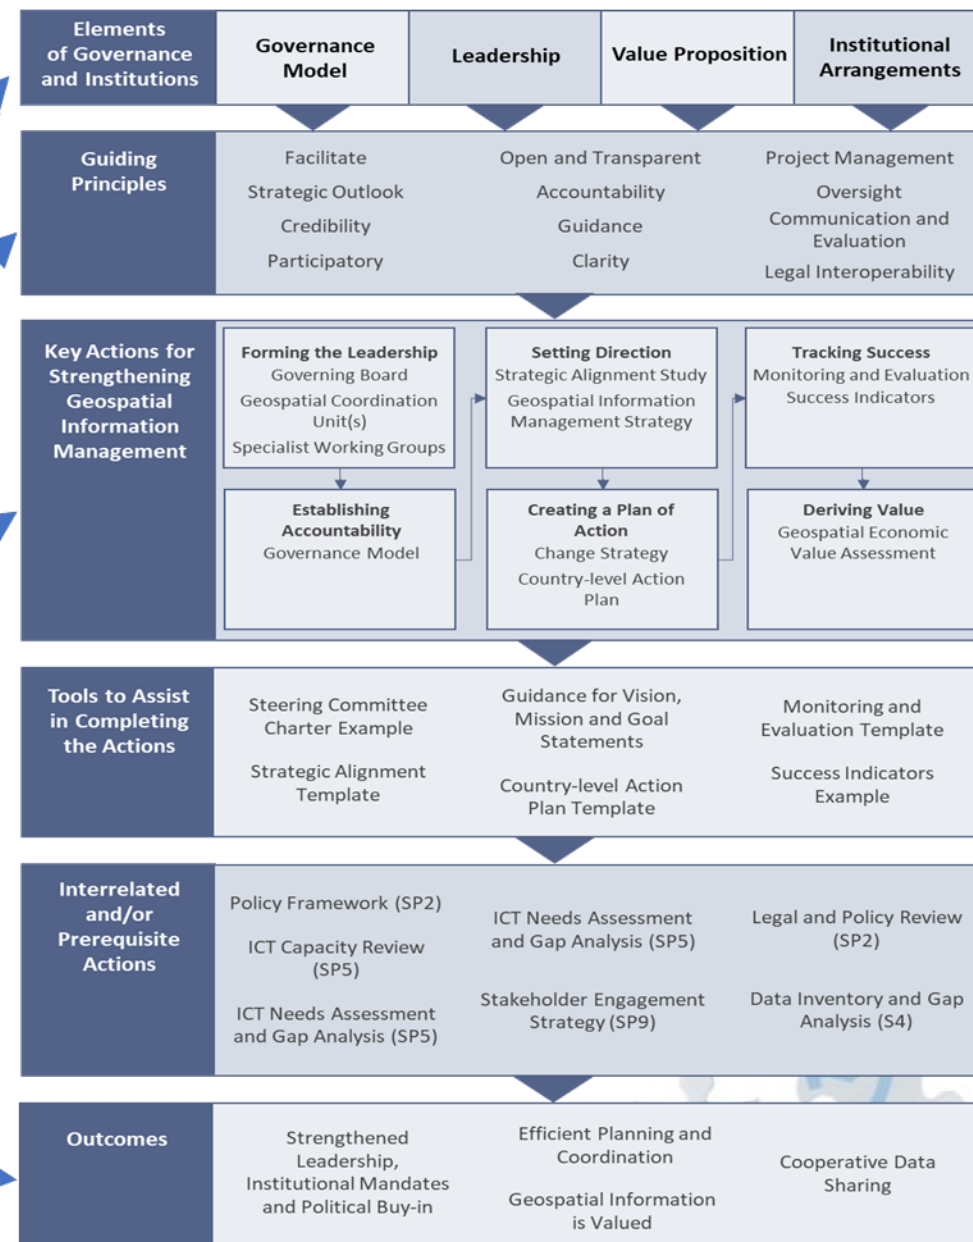 Elements
of Governance
and Institutions
Governance
Model
Leadership
Value Proposition
Institutional
Arrangements
Guiding
Principles
Facilitate
Strategic Outlook
Credibility
Participatory
Open and Transparent
Accountability
Guidance
Clarity
Project Management
Oversight
Communication and
Evaluation
Legal Interoperability
Key Actions for
Strengthening
Geospatial
Information
Management
Forming the Leadership
Governing Board
Geospatial Coordination
Unit(s)
Specialist Working Groups
Establishing
Accountability
Governance Model
Setting Direction
Strategic Alignment Study
Geospatial Information
Management Strategy
Creating a Plan of
Action
Change Strategy
Country-level Action
Plan
Tracking Success
Monitoring and Evaluation
Success Indicators
Deriving Value
Geospatial Economic
Value Assessment
Tools to Assist
in Completing
the Actions
Steering Committee
Charter Example
Strategic Alignment
Template
Guidance for Vision,
Mission and Goal
Statements
Country-level Action
Plan Template
Monitoring and
Evaluation Template
Success Indicators
Example
Interrelated
and/or
Prerequisite
Actions
Policy Framework (SP2)
ICT Capacity Review
(SP5)
ICT Needs Assessment
and Gap Analysis (SP5)
ICT Needs Assessment
and Gap Analysis (SP5)
Stakeholder Engagement
Strategy (SP9)
Legal and Policy Review
(SP2)
Data Inventory and Gap
Analysis (S4)
Outcomes
Strengthened
Leadership,
Institutional Mandates
and Political Buy-in
Efficient Planning and
Coordination
Geospatial Information
is Valued
Cooperative Data
Sharing